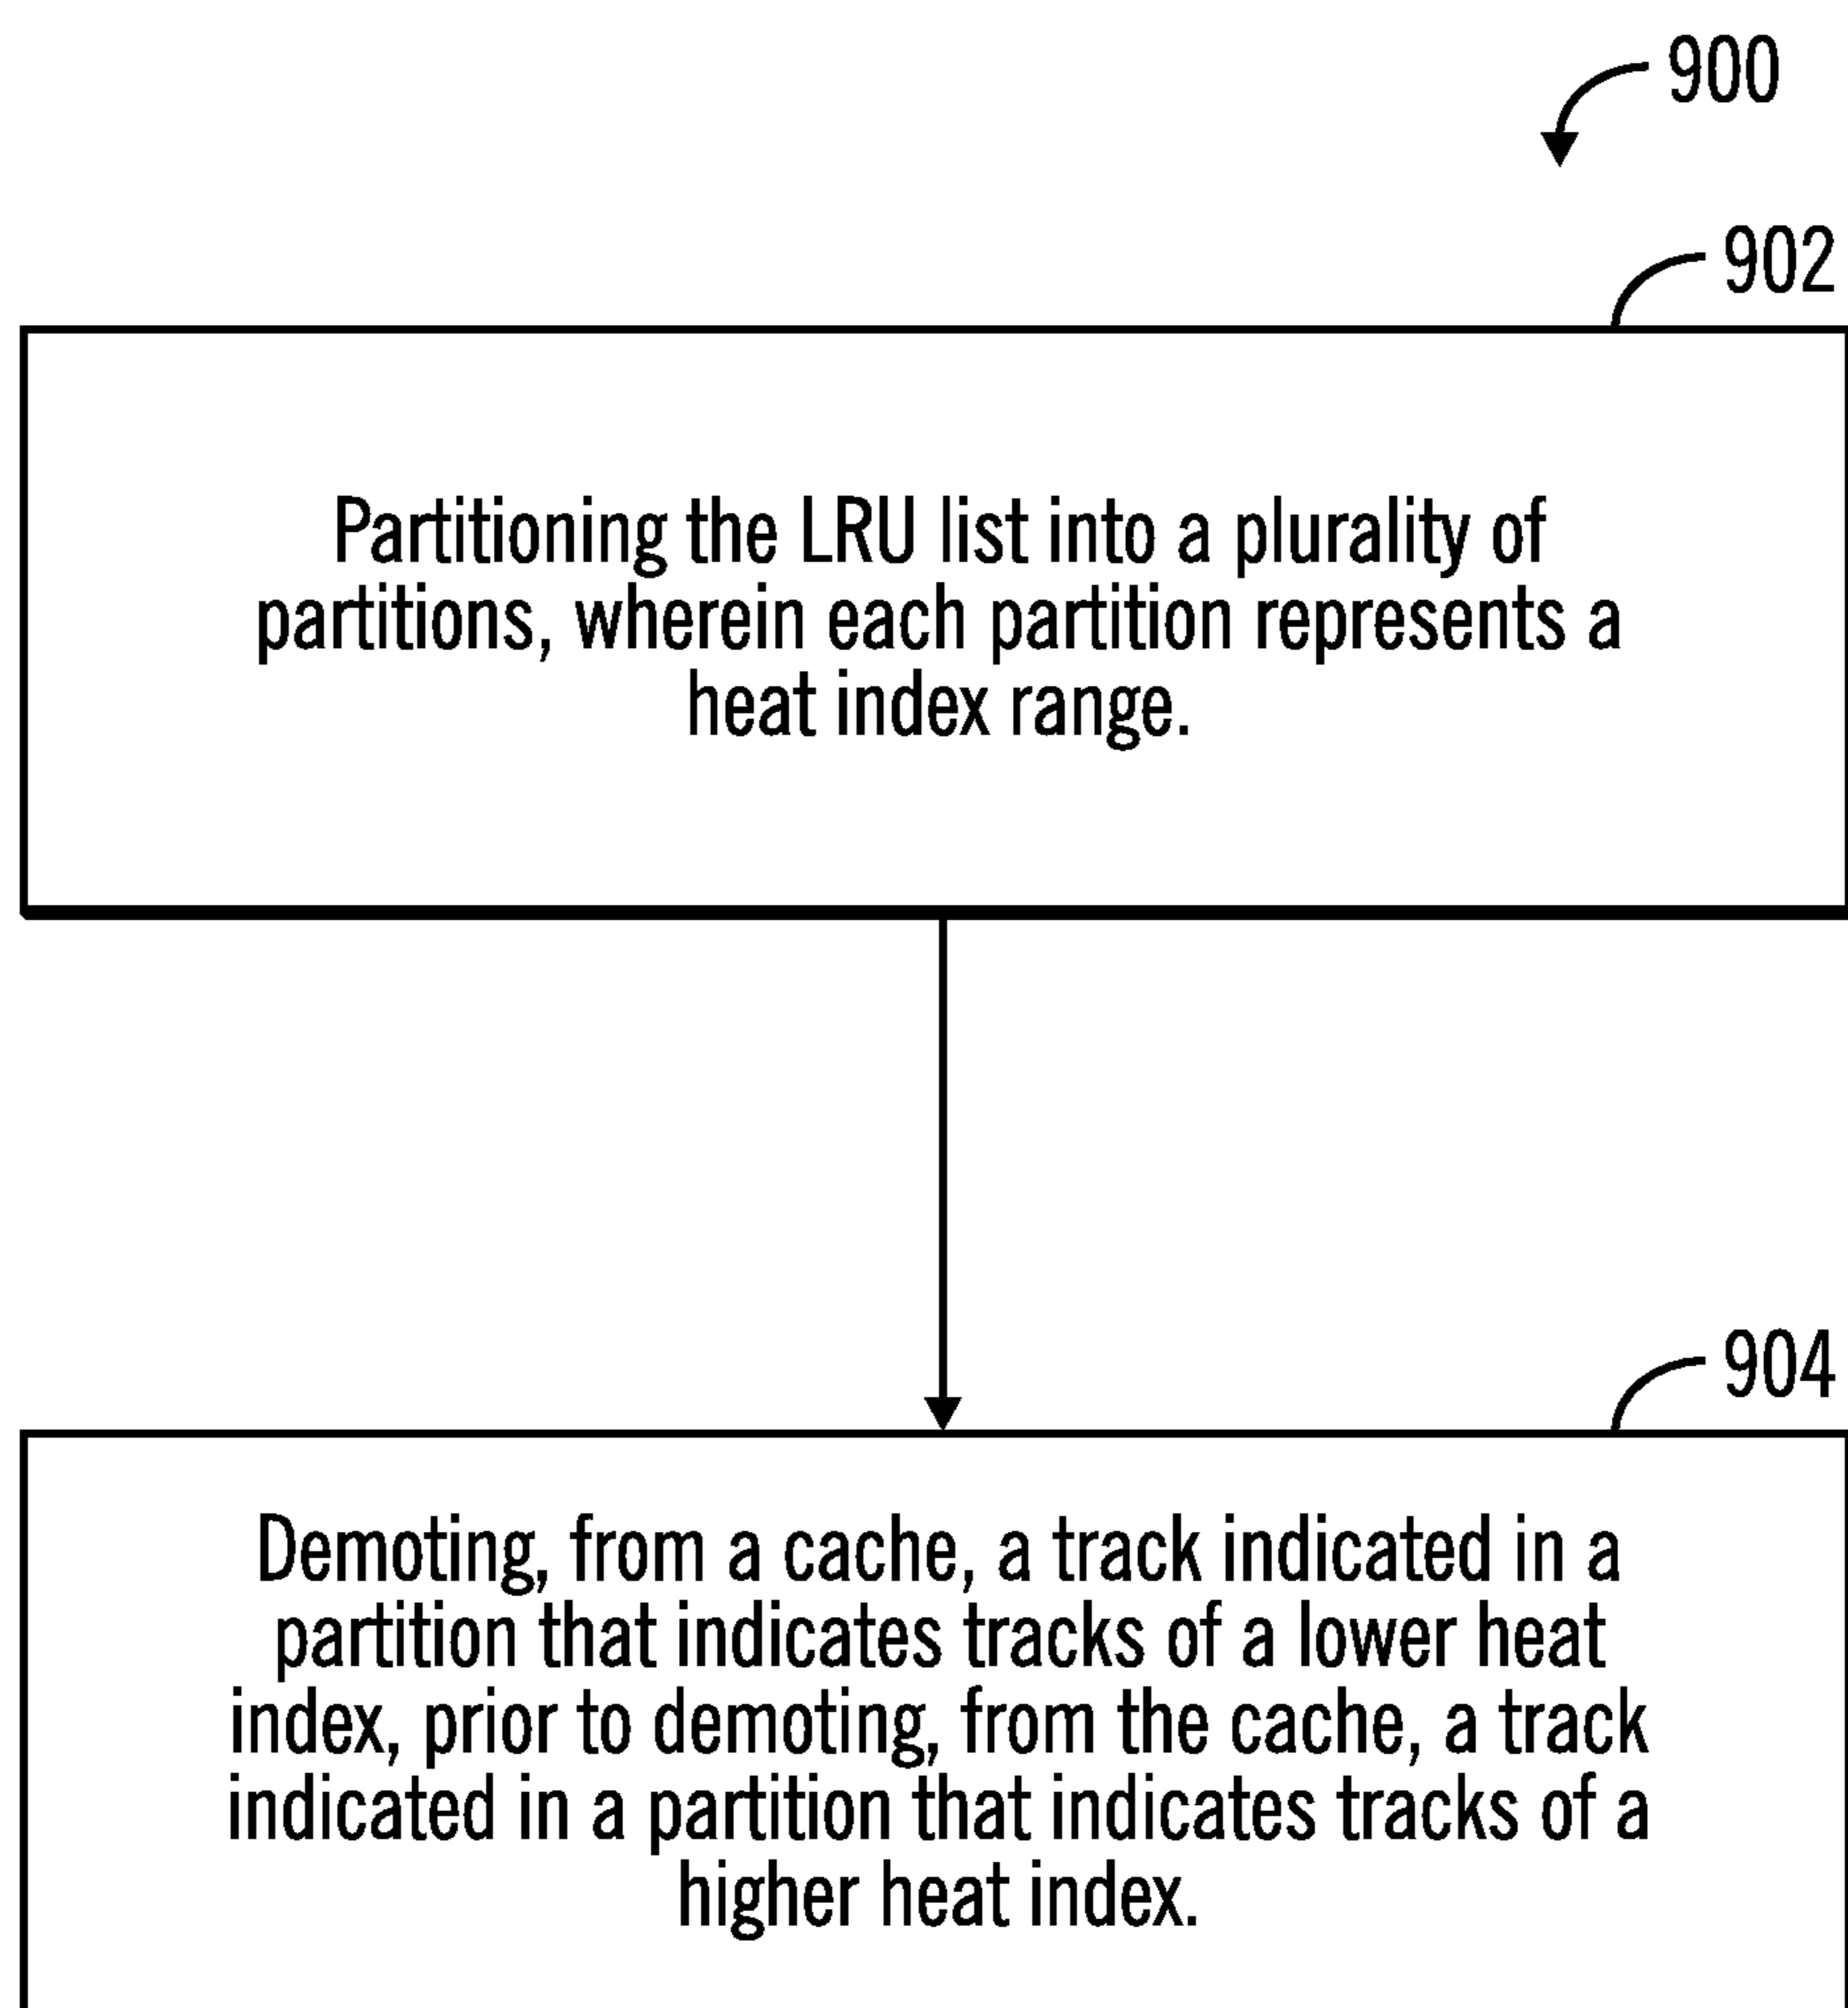 900
902
Partitioning the LRU list into a plurality of
partitions, wherein each partition represents a
heat index range.
904
Demoting, from a cache, a track indicated in a
partition that indicates tracks of a lower heat
index, prior to demoting, from the cache, a track
indicated in a partition that indicates tracks of a
higher heat index.